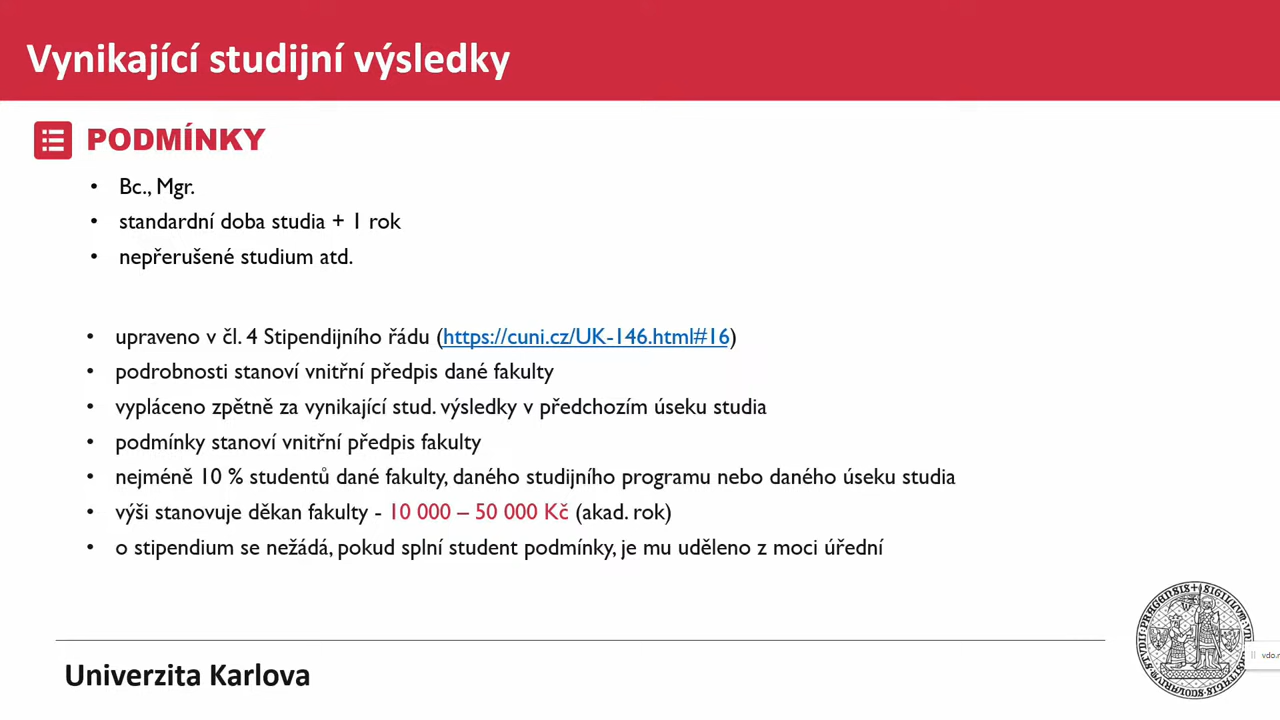 Vynikající studijní výsledky
PODMÍNKY
• Bc., Mgr.
• standardní doba studia + 1 rok
• nepřerušené studium atd.
• upraveno v čl. 4 Stipendijního řádu (https://cuni.cz/UK-146.html#16)
• podrobnosti stanoví vnitřní předpis dané fakulty
• vypláceno zpětně za vynikající stud. výsledky v předchozím úseku studia
• podmínky stanoví vnitřní předpis fakulty
• nejméně 10 % studentů dané fakulty, daného studijního programu nebo daného úseku studia
• výši stanovuje děkan fakulty - 10 000 – 50 000 Kč (akad. rok)
• o stipendium se nežádá, pokud splní student podmínky, je mu uděleno z moci úřední
Univerzita Karlova